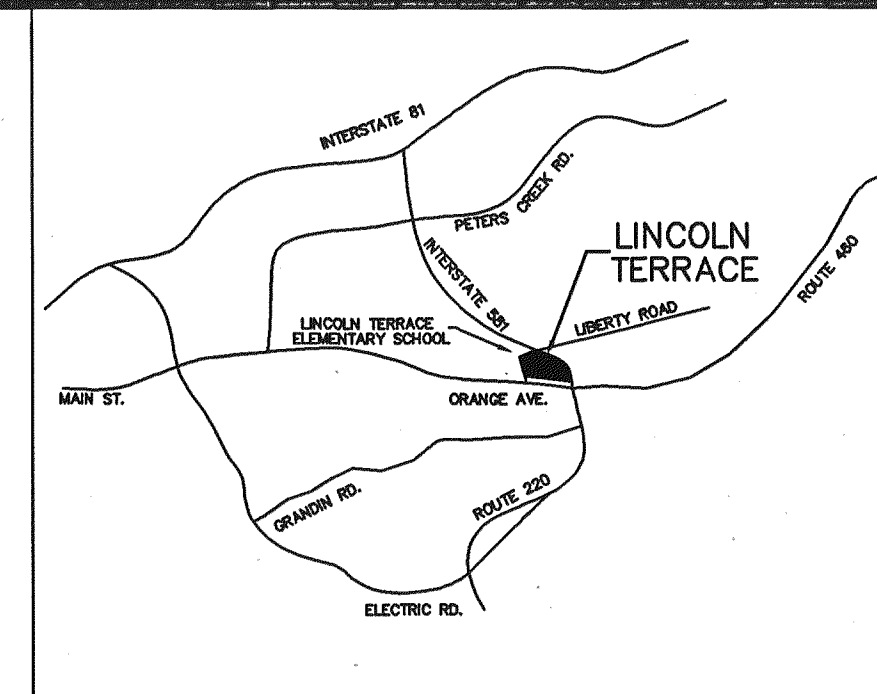 INTERSTATE 81
PETERS CREEK RD.
INTERSTATE 581
LINCOLN
TERRACE
ROUTE 460
LIBERTY ROAD
LINCOLN TERRACE
ELEMENTARY SCHOOL
MAIN ST.
ORANGE AVE.
GRANDIN RD.
ROUTE 220
ELECTRIC RD.